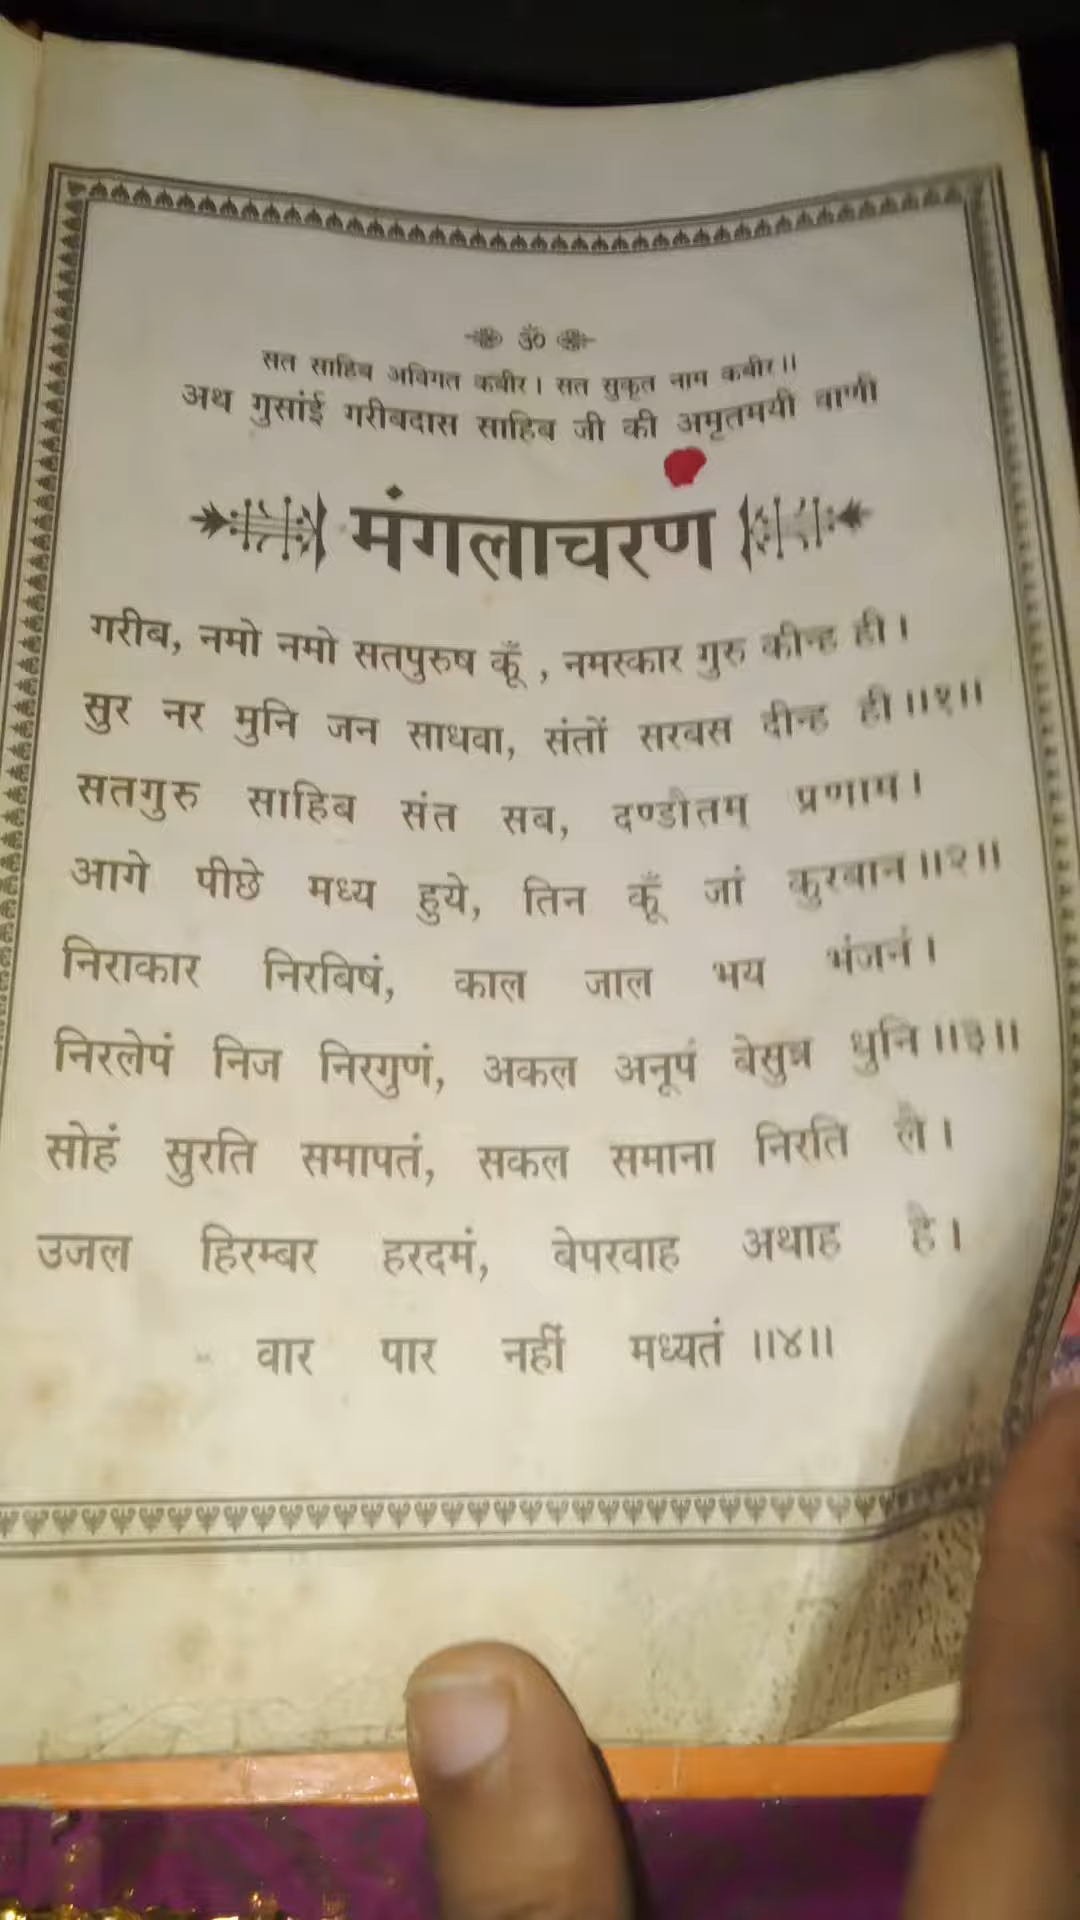 ॐ
सत साहिब अविगत कबीर। सत सुकृत नाम कबीर।।
अथ गुसांई गरीबदास साहिब जी की अमृतमयी वाणी
मंगलाचरण
गरीब, नमो नमो सतपुरुष कूँ , नमस्कार गुरु कीन्ह ही।
सुर नर मुनि जन साधवा, संतों सरबस दीन्ह ही ॥१॥
सतगुरु साहिब संत सब, दण्डौतम् प्रणाम।
आगे पीछे मध्य हुये, तिन कूँ जां कुरबान ॥२॥
निराकार निरबिषं, काल जाल भय भंजनं।
निरलेपं निज निरगुणं, अकल अनूपं बेसुन्न धुनि ॥३॥
सोहं सुरति समापतं, सकल समाना निरति लै।
उजल हिरम्बर हरदमं, बेपरवाह अथाह है।
वार पार नहीं मध्यतं ॥४॥